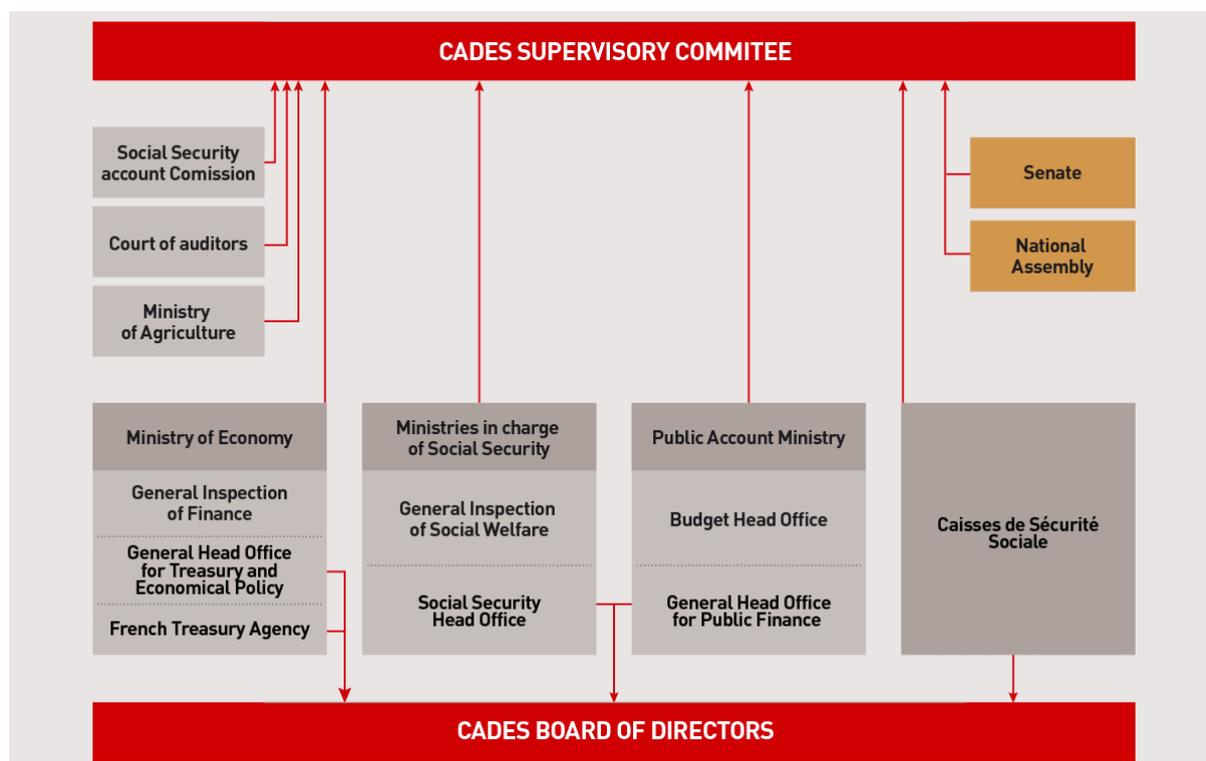 CADES SUPERVISORY COMMITEE
Social Security
account Comission
Court of auditors
Ministry
of Agriculture
Senate
National
Assembly
Ministry of Economy
General Inspection
of Finance
General Head Office
for Treasury and
Economical Policy
French Treasury Agency
Ministries in charge
of Social Security
General Inspection
of Social Welfare
Social Security
Head Office
Public Account Ministry
Budget Head Office
General Head Office
for Public Finance
Caisses de Sécurité
Sociale
CADES BOARD OF DIRECTORS